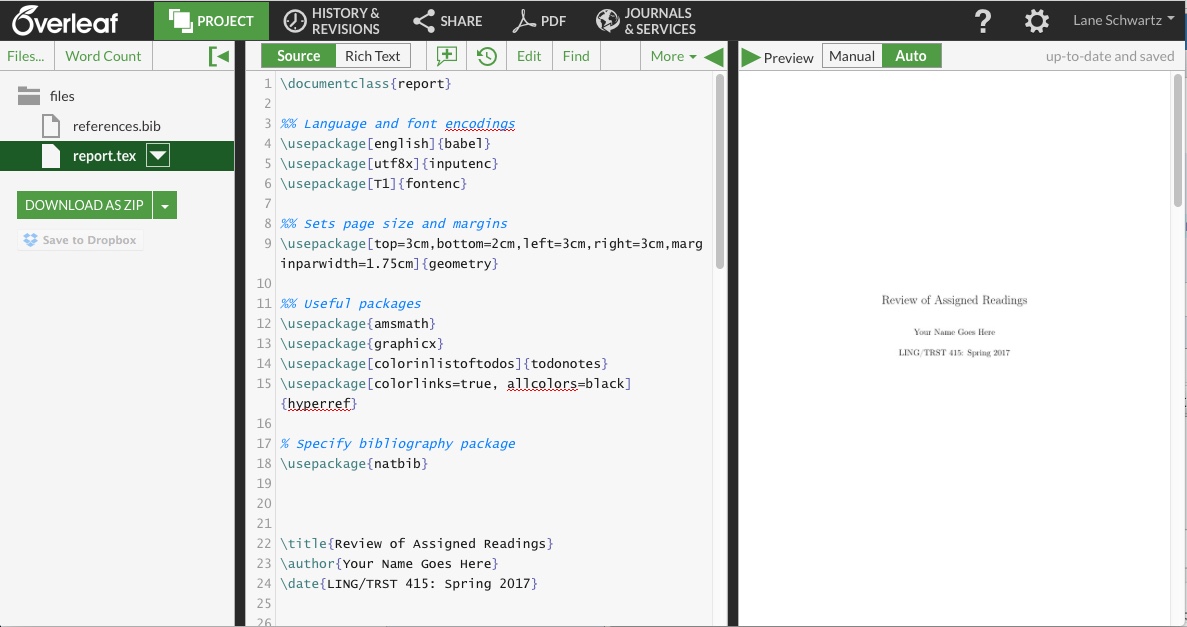 Overleaf
PROJECT
HISTORY &
REVISIONS
SHARE
PDF
JOURNALS
& SERVICES
?
Lane Schwartz
Files...
Word Count
Source
Rich Text
Edit
Find
More
Preview
Manual
Auto
up-to-date and saved
files
references.bib
report.tex
DOWNLOAD AS ZIP
Save to Dropbox
1 \documentclass{report}
2
3 %% Language and font encodings
4 \usepackage[english]{babel}
5 \usepackage[utf8x]{inputenc}
6 \usepackage[T1]{fontenc}
7
8 %% Sets page size and margins
9 \usepackage[top=3cm,bottom=2cm,left=3cm,right=3cm,marg
inparwidth=1.75cm]{geometry}
10
11 %% Useful packages
12 \usepackage{amsmath}
13 \usepackage{graphicx}
14 \usepackage[colorinlistoftodos]{todonotes}
15 \usepackage[colorlinks=true, allcolors=black]
{hyperref}
16
17 % Specify bibliography package
18 \usepackage{natbib}
19
20
21
22 \title{Review of Assigned Readings}
23 \author{Your Name Goes Here}
24 \date{LING/TRST 415: Spring 2017}
25
26
Review of Assigned Readings
Your Name Goes Here
LING/TRST 415: Spring 2017